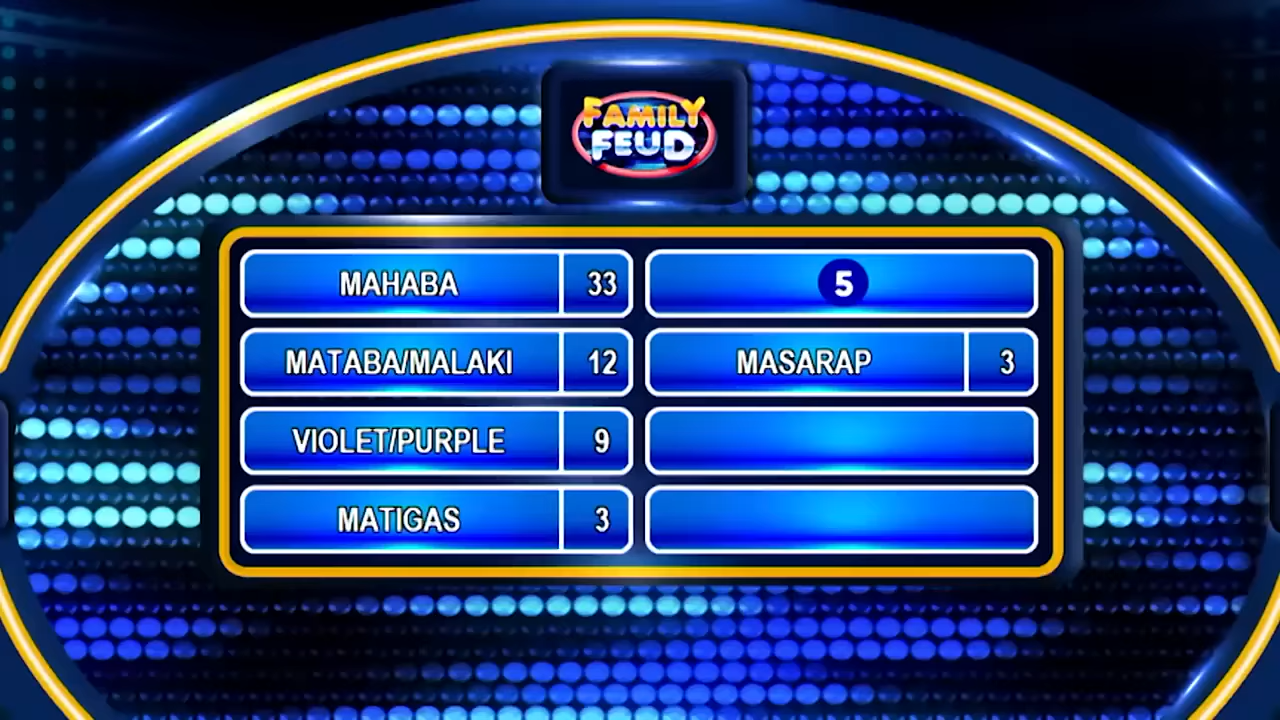 FAMILY
FEUD
MAHABA 33
5
MATABA/MALAKI 12
MASARAP 3
VIOLET/PURPLE 9
MATIGAS 3